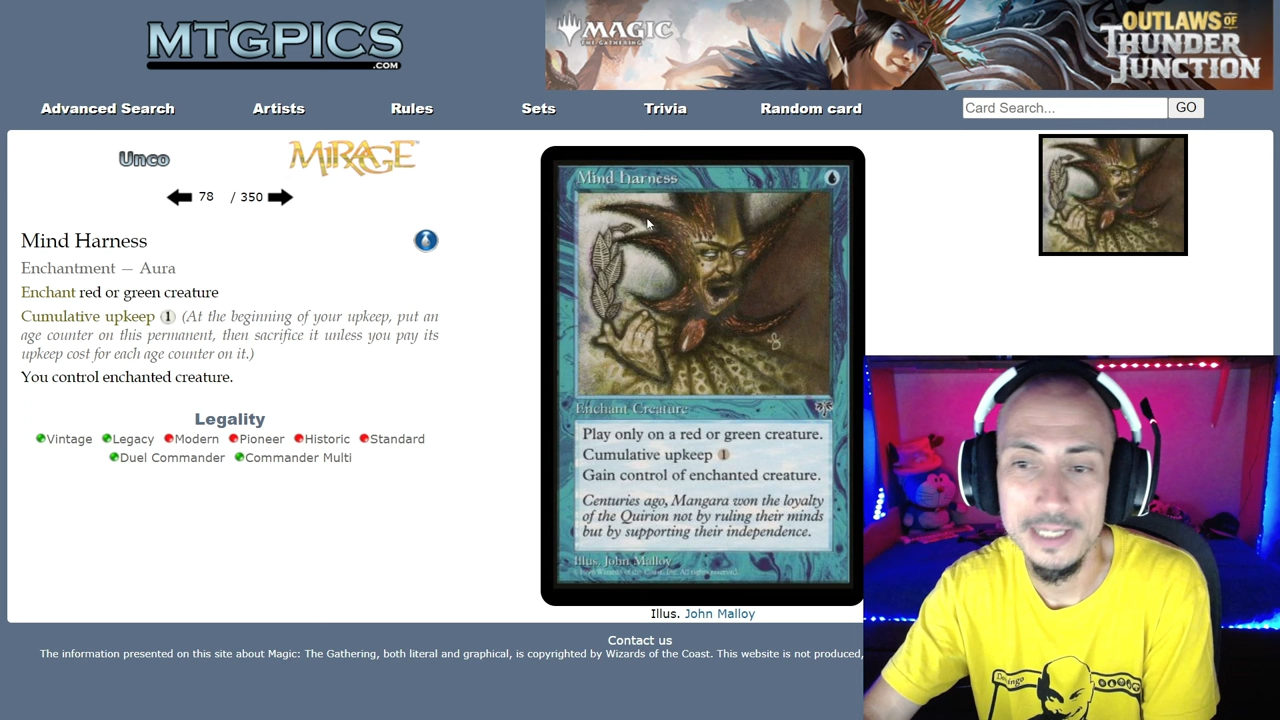 MTGPICS
.COM
MAGIC
THE GATHERING
OUTLAWS OF
THUNDER
JUNCTION
Advanced Search
Artists
Rules
Sets
Trivia
Random card
Card Search...
GO
Unco
MIRAGE
78 / 350
Mind Harness
Enchantment — Aura
Enchant red or green creature
Cumulative upkeep 1 (At the beginning of your upkeep, put an
age counter on this permanent, then sacrifice it unless you pay its
upkeep cost for each age counter on it.)
You control enchanted creature.
Legality
Vintage Legacy Modern Pioneer Historic Standard
Duel Commander Commander Multi
Mind Harness
Enchant Creature
Play only on a red or green creature.
Cumulative upkeep 1
Gain control of enchanted creature.
Centuries ago, Mangara won the loyalty
of the Quirion not by ruling their minds
but by supporting their independence.
Illus. John Malloy
Illus. John Malloy
Contact us
The information presented on this site about Magic: The Gathering, both literal and graphical, is copyrighted by Wizards of the Coast. This website is not produced,